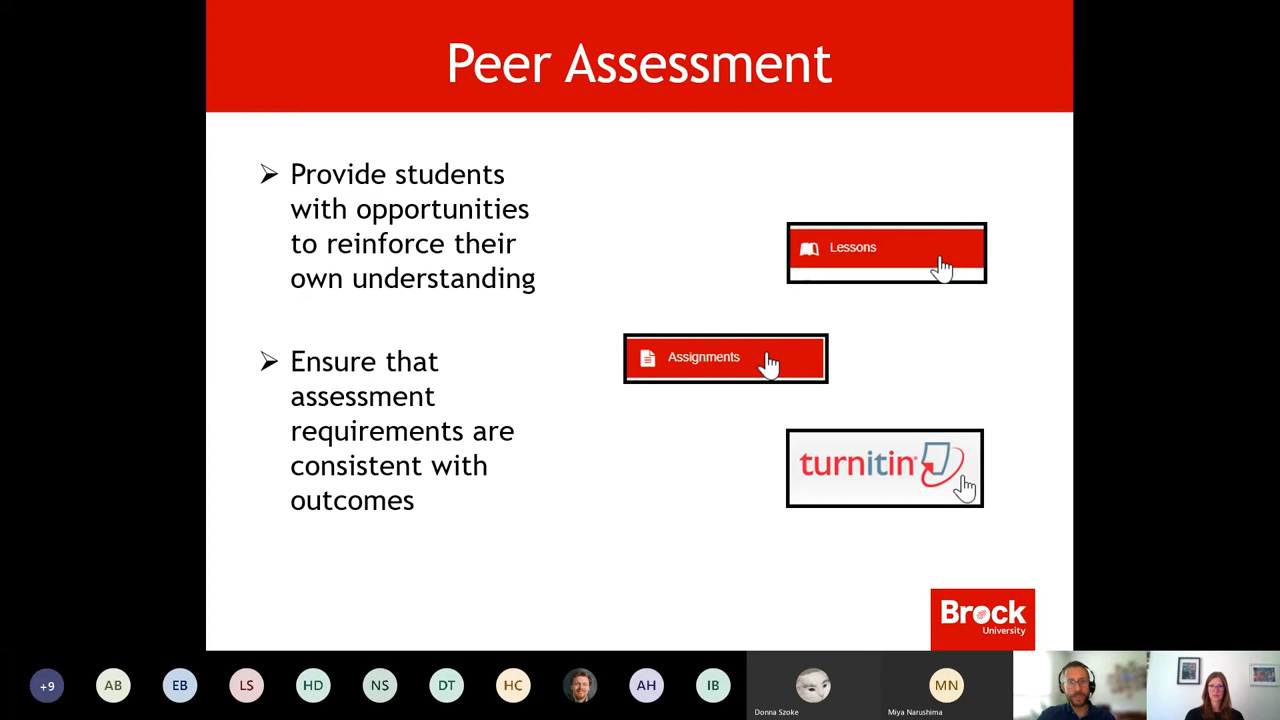 Peer Assessment
➢ Provide students
with opportunities
to reinforce their
own understanding
➢ Ensure that
assessment
requirements are
consistent with
outcomes
Lessons
Assignments
turnitin
Brock
University
+9
AB
EB
LS
HD
NS
DT
HC
AH
IB
Donna Szoke
MN
Miya Narushima